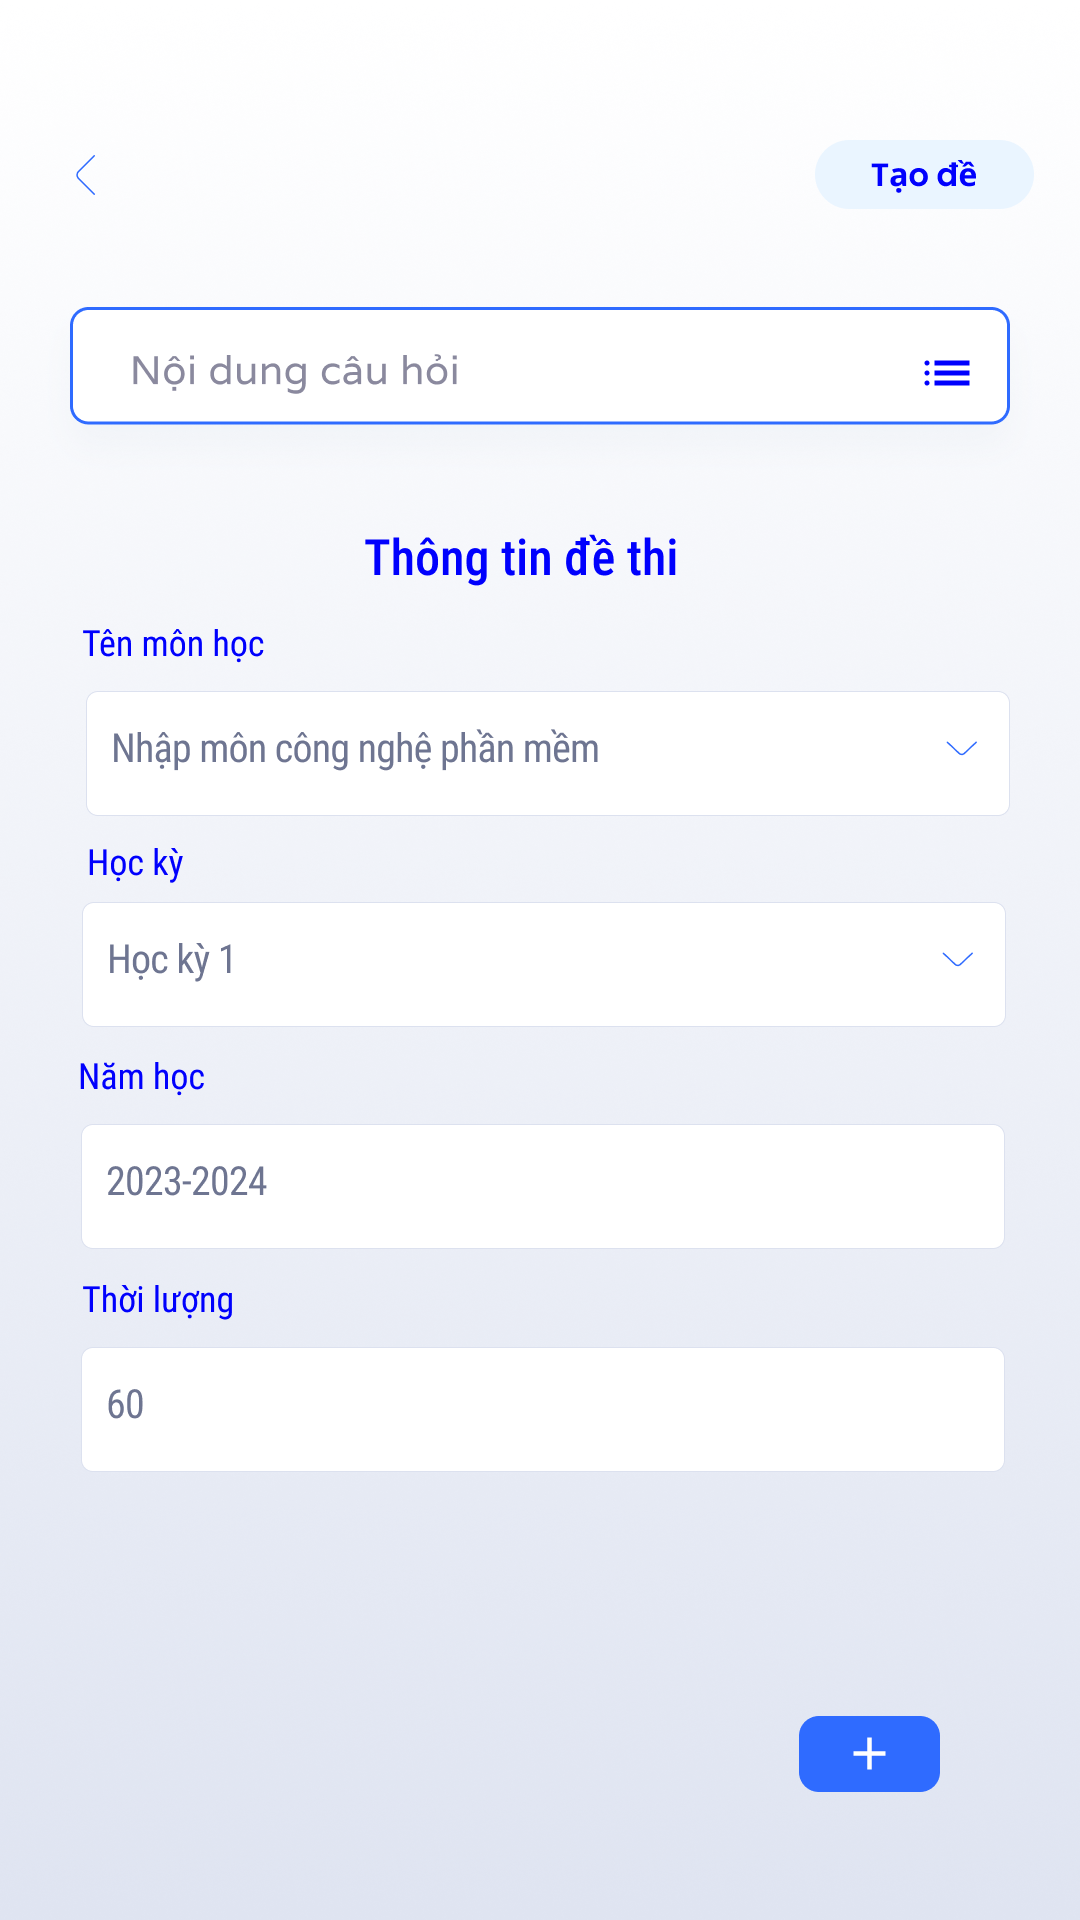 Tạo đề
Nội dung câu hỏi
Thông tin đề thi
Tên môn học
Nhập môn công nghệ phần mềm
Học kỳ
Học kỳ 1
Năm học
2023-2024
Thời lượng
60